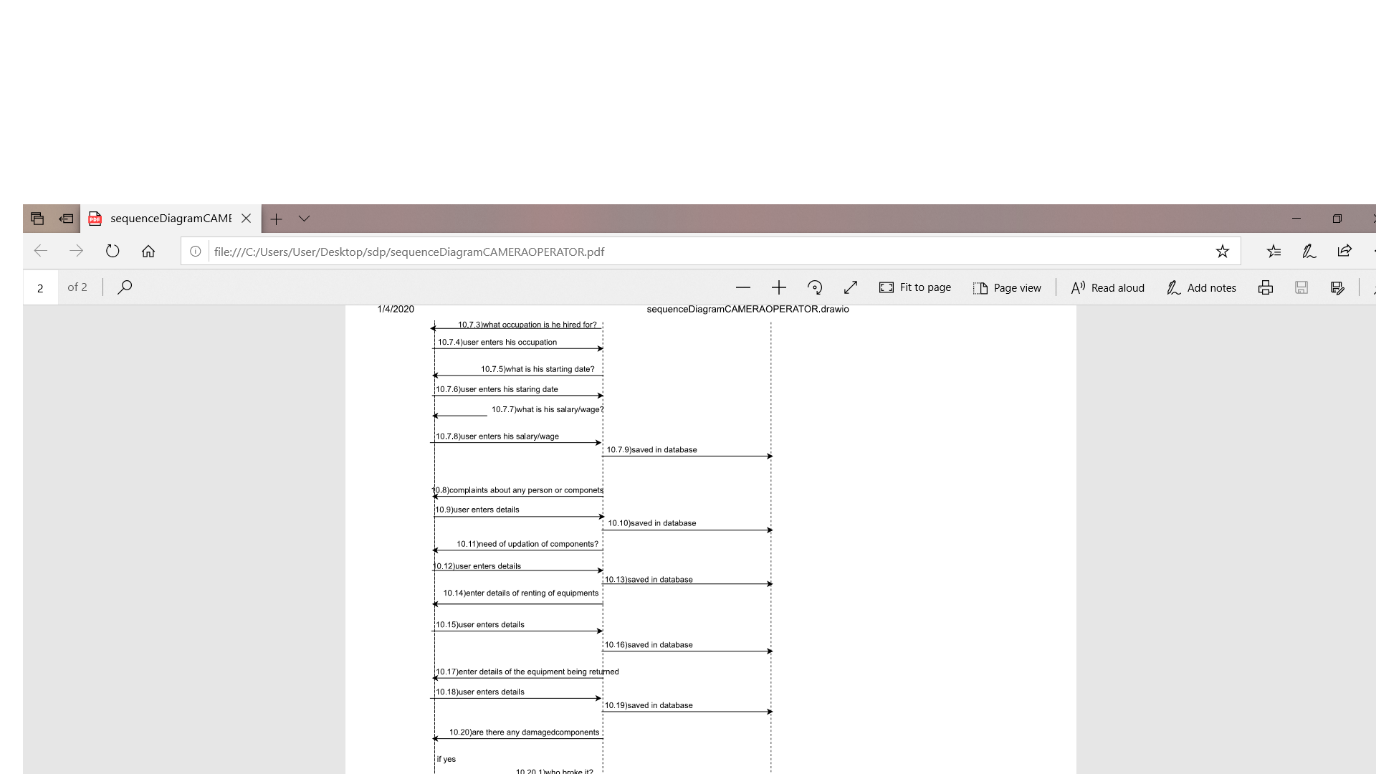 sequenceDiagramCAME
file:///C:/Users/User/Desktop/sdp/sequenceDiagramCAMERAOPERATOR.pdf
2 of 2 Fit to page Page view Read aloud Add notes
1/4/2020 sequenceDiagramCAMERAOPERATOR.drawio
10.7.3)what occupation is he hired for?
10.7.4)user enters his occupation
10.7.5)what is his starting date?
10.7.6)user enters his staring date
10.7.7)what is his salary/wage?
10.7.8)user enters his salary/wage
10.7.9)saved in database
10.8)complaints about any person or componets
10.9)user enters details
10.10)saved in database
10.11)need of updation of components?
10.12)user enters details
10.13)saved in database
10.14)enter details of renting of equipments
10.15)user enters details
10.16)saved in database
10.17)enter details of the equipment being returned
10.18)user enters details
10.19)saved in database
10.20)are there any damagedcomponents
if yes
10.20.1)who broke it?